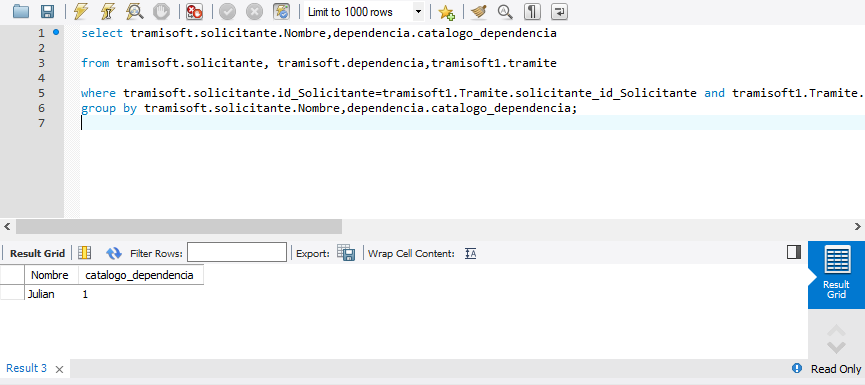 Limit to 1000 rows
1 select tramisoft.solicitante.Nombre,dependencia.catalogo_dependencia
2
3 from tramisoft.solicitante, tramisoft.dependencia,tramisoft1.tramite
4
5 where tramisoft.solicitante.id_Solicitante=tramisoft1.Tramite.solicitante_id_Solicitante and tramisoft1.Tramite.
6 group by tramisoft.solicitante.Nombre,dependencia.catalogo_dependencia;
7
Result Grid Filter Rows: Export: Wrap Cell Content:
Nombre catalogo_dependencia
Julian 1
Result
Grid
Result 3 Read Only